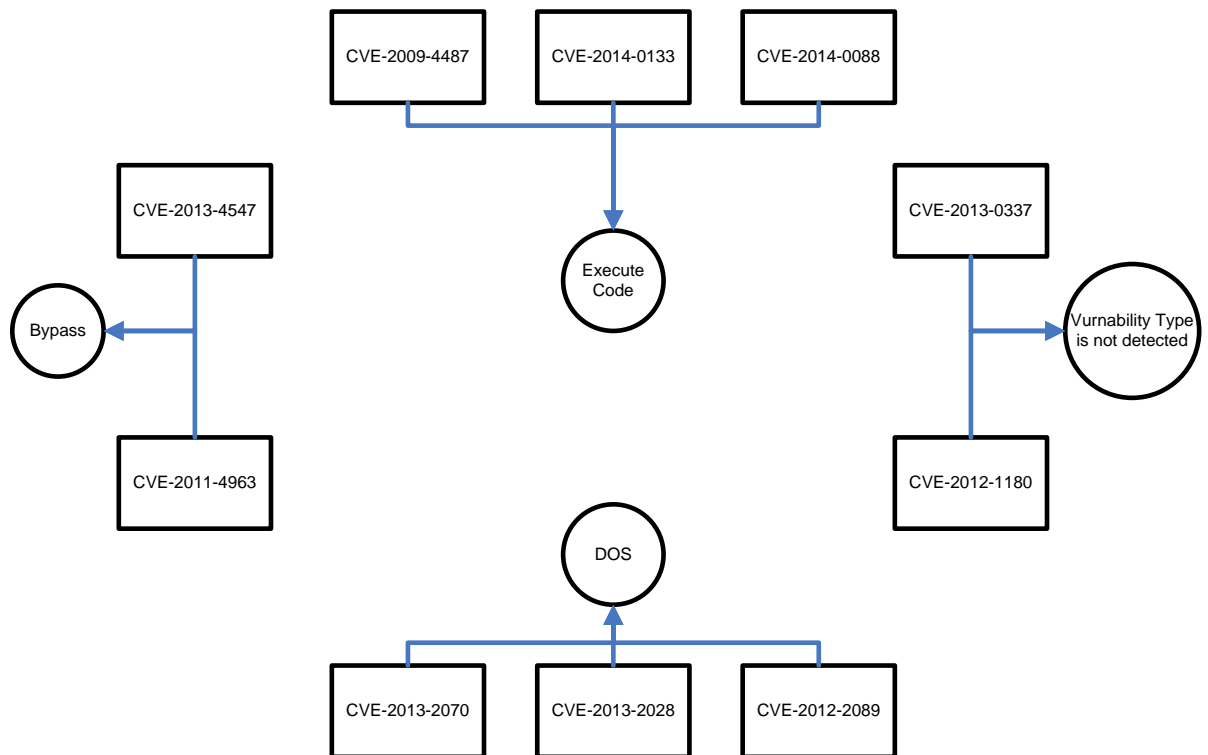 CVE-2009-4487
CVE-2014-0133
CVE-2014-0088
CVE-2013-4547
CVE-2013-0337
Execute
Code
Bypass
Vurnability Type
is not detected
CVE-2011-4963
CVE-2012-1180
DOS
CVE-2013-2070
CVE-2013-2028
CVE-2012-2089